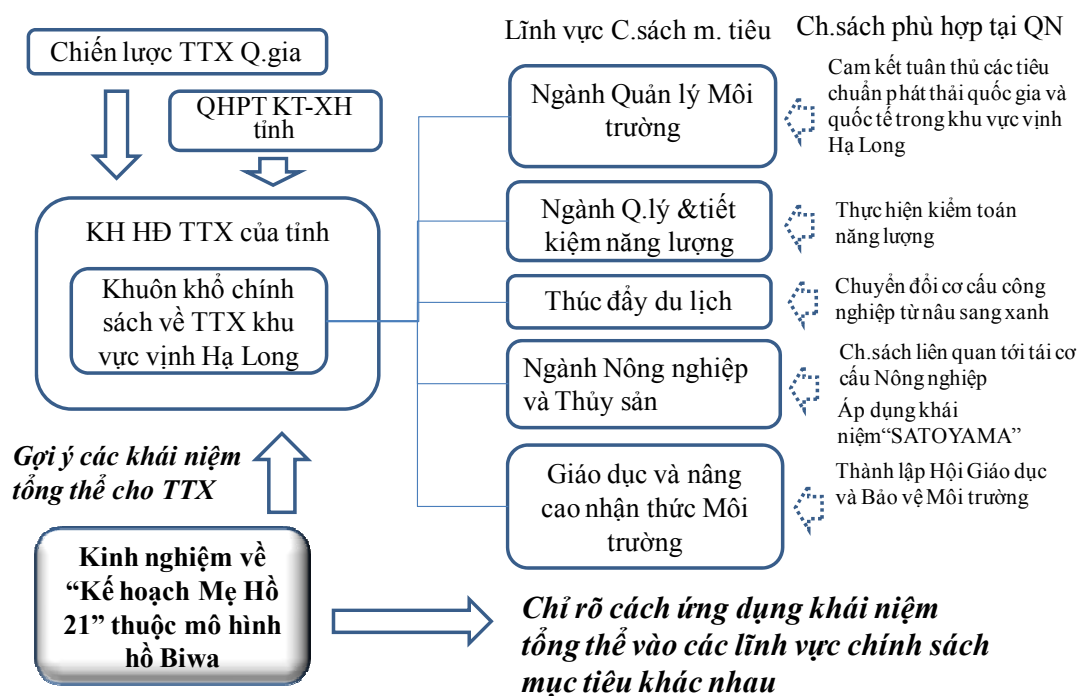 Chiến lược TTX Q.gia
QHPT KT-XH
tỉnh
KH HĐ TTX của tỉnh
Khuôn khổ chính
sách về TTX khu
vực vịnh Hạ Long
Gợi ý các khái niệm
tổng thể cho TTX
Kinh nghiệm về
“Kế hoạch Mẹ Hồ
21” thuộc mô hình
hồ Biwa
Lĩnh vực C.sách m. tiêu
Ngành Quản lý Môi
trường
Ngành Q.lý &tiết
kiệm năng lượng
Thúc đẩy du lịch
Ngành Nông nghiệp
và Thủy sản
Giáo dục và nâng
cao nhận thức Môi
trường
Ch.sách phù hợp tại QN
Cam kết tuân thủ các tiêu
chuẩn phát thải quốc gia và
quốc tế trong khu vực vịnh
Hạ Long
Thực hiện kiểm toán
năng lượng
Chuyển đổi cơ cấu công
nghiệp từ nâu sang xanh
Ch.sách liên quan tới tái cơ
cấu Nông nghiệp
Áp dụng khái
niệm“SATOYAMA”
Thành lập Hội Giáo dục
và Bảo vệ Môi trường
Chỉ rõ cách ứng dụng khái niệm
tổng thể vào các lĩnh vực chính sách
mục tiêu khác nhau